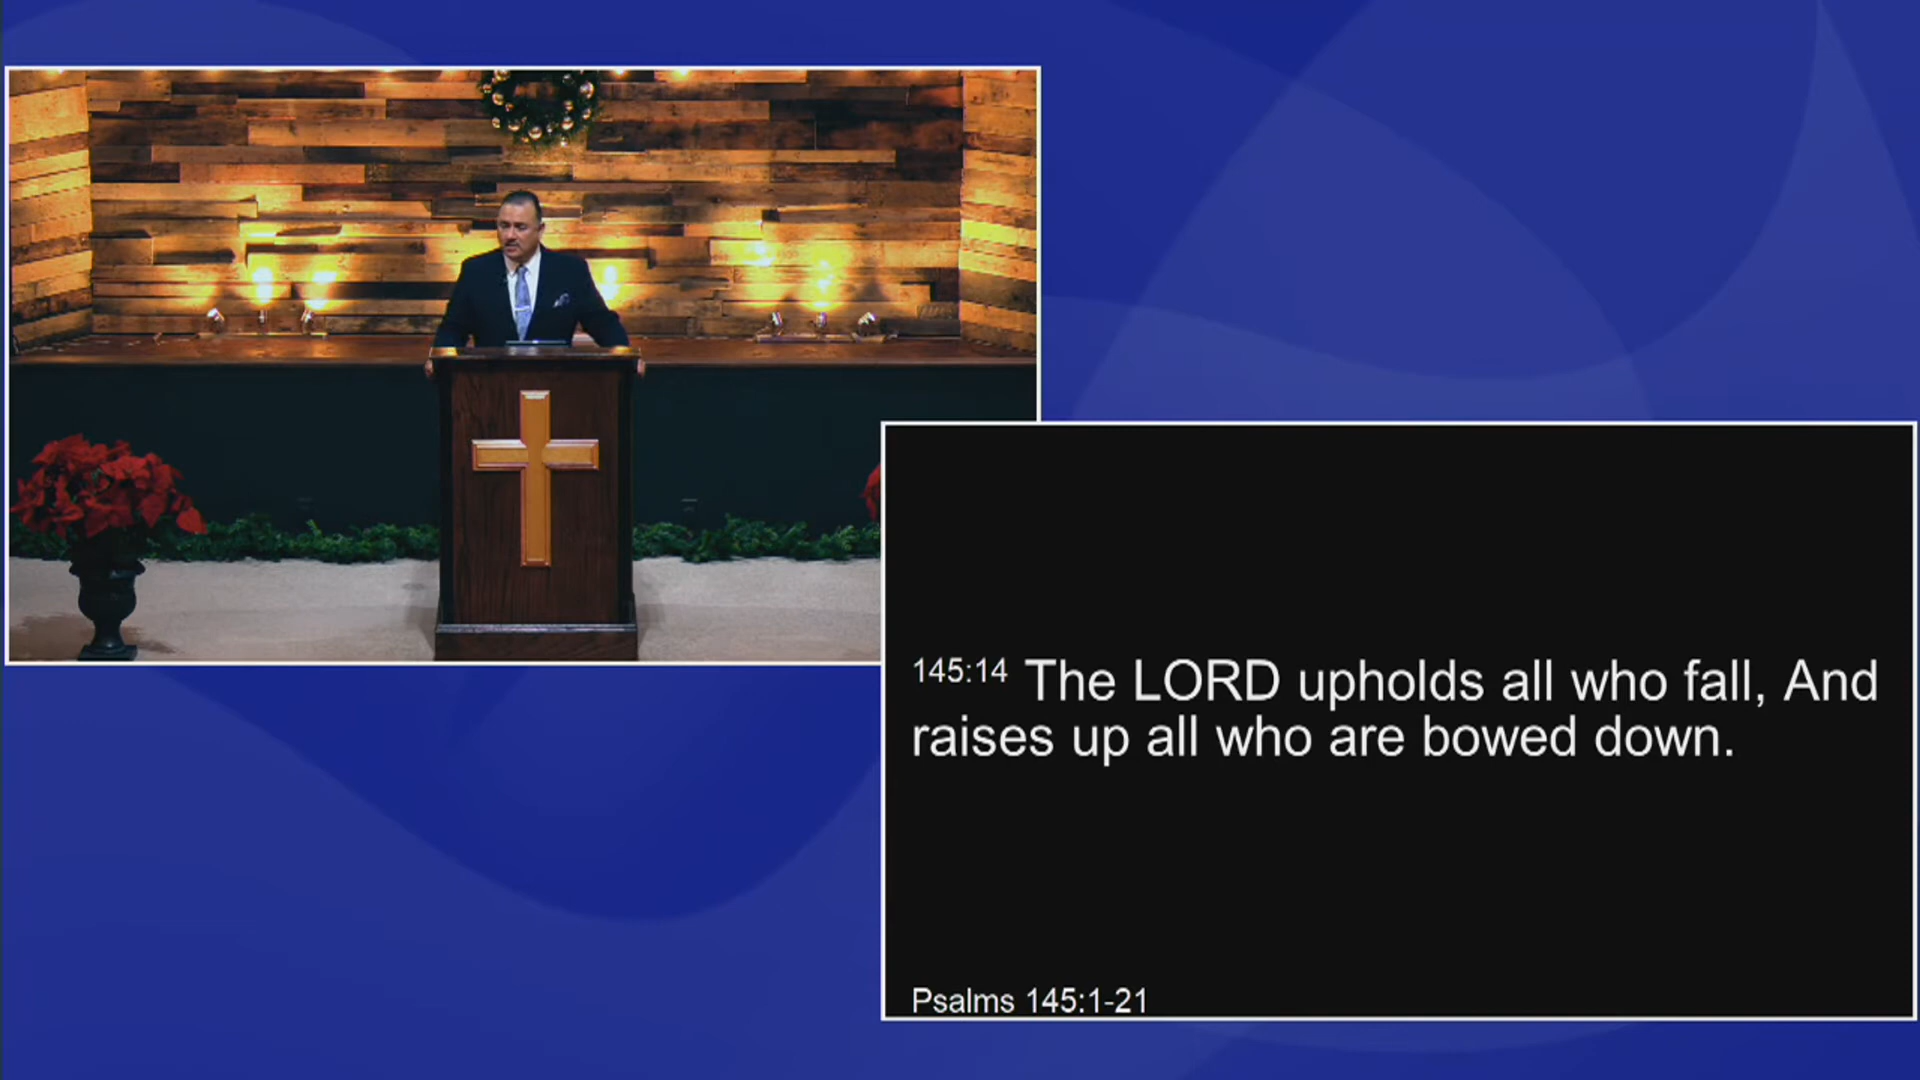 145:14 The LORD upholds all who fall, And
raises up all who are bowed down.
Psalms 145:1-21